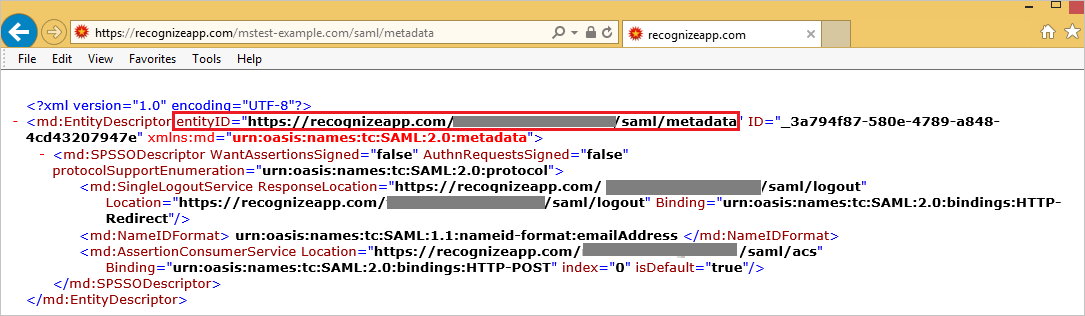 https://recognizeapp.com/mstest-example.com/saml/metadata
recognizeapp.com
File Edit View Favorites Tools Help
<?xml version="1.0" encoding="UTF-8"?>
- <md:EntityDescriptor entityID="https://recognizeapp.com/ /saml/metadata" ID="_3a794f87-580e-4789-a848-
4cd43207947e" xmlns:md="urn:oasis:names:tc:SAML:2.0:metadata">
- <md:SPSSODescriptor WantAssertionsSigned="false" AuthnRequestsSigned="false"
protocolSupportEnumeration="urn:oasis:names:tc:SAML:2.0:protocol">
<md:SingleLogoutService ResponseLocation="https://recognizeapp.com/ /saml/logout"
Location="https://recognizeapp.com/ /saml/logout" Binding="urn:oasis:names:tc:SAML:2.0:bindings:HTTP-
Redirect"/>
<md:NameIDFormat> urn:oasis:names:tc:SAML:1.1:nameid-format:emailAddress </md:NameIDFormat>
<md:AssertionConsumerService Location="https://recognizeapp.com/ /saml/acs"
Binding="urn:oasis:names:tc:SAML:2.0:bindings:HTTP-POST" index="0" isDefault="true"/>
</md:SPSSODescriptor>
</md:EntityDescriptor>